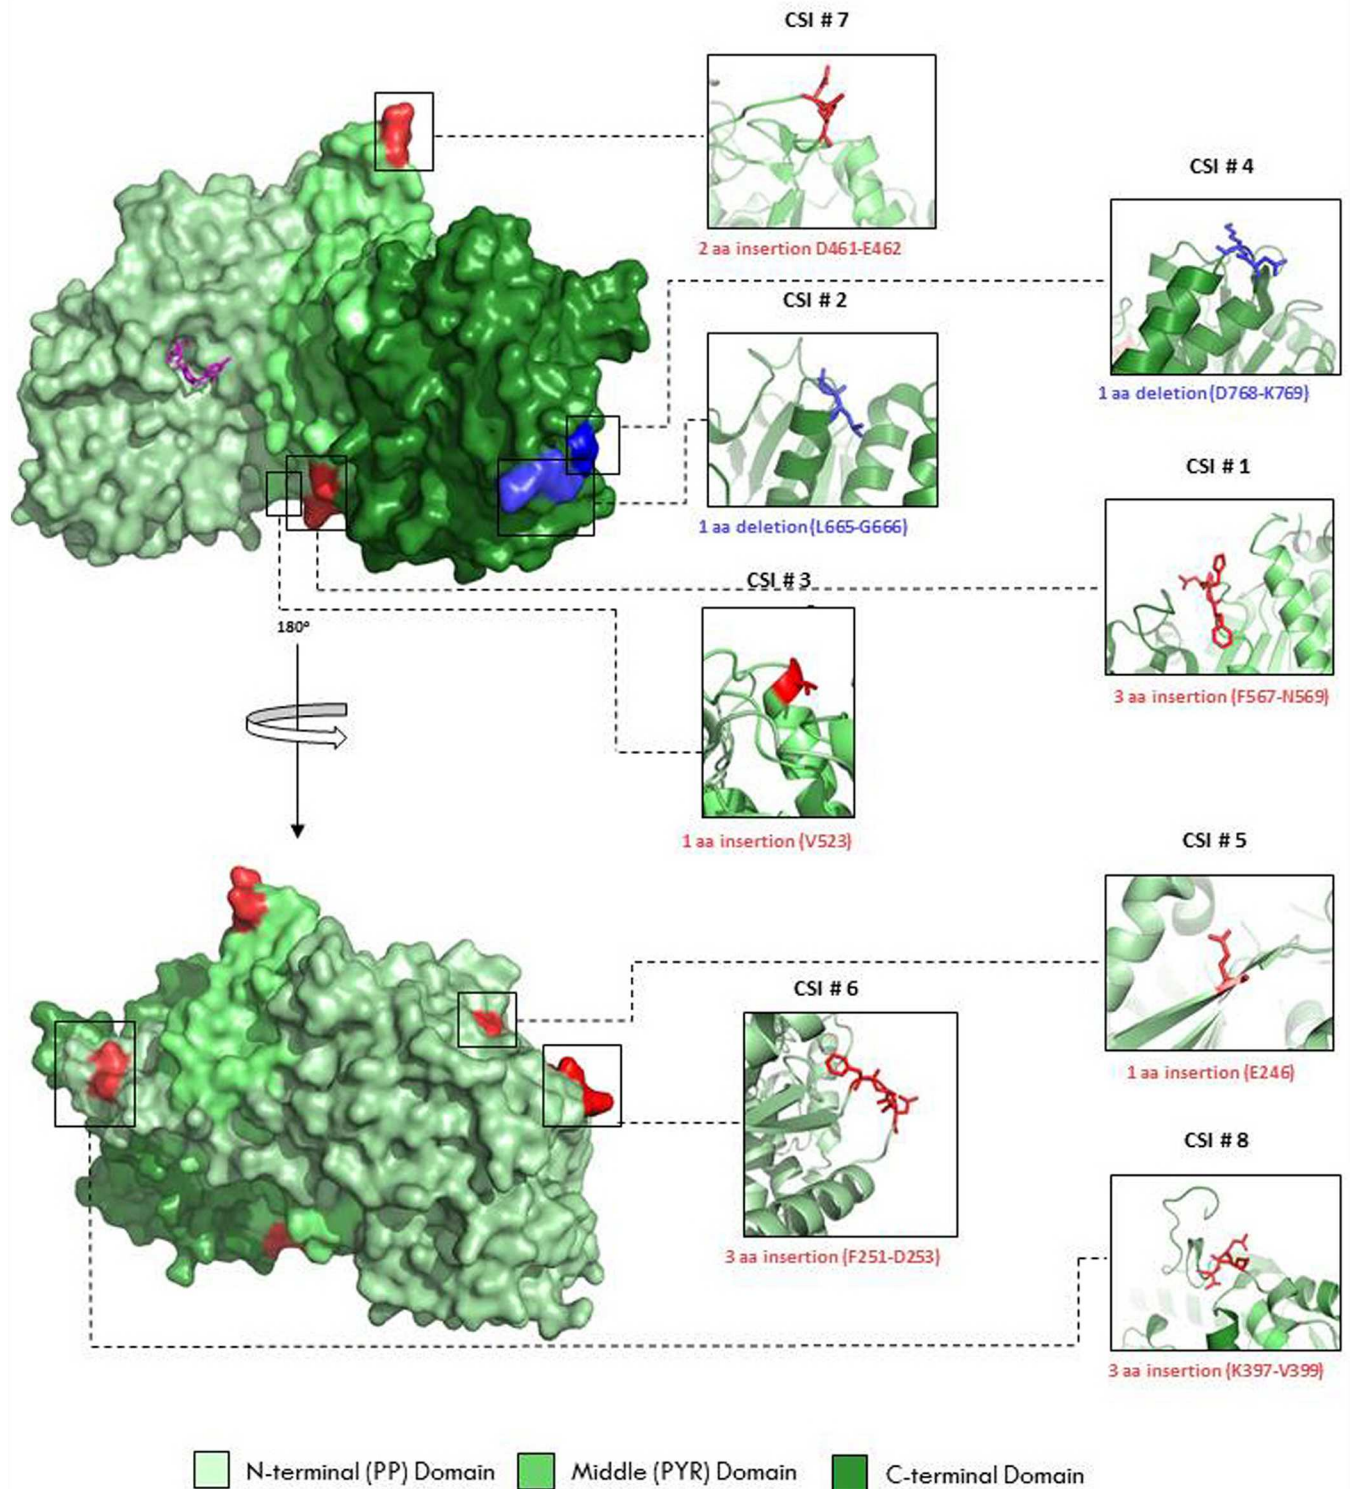 CSI # 7
2 aa insertion D461-E462
CSI # 4
1 aa deletion (D768-K769)
CSI # 2
1 aa deletion (L665-G666)
CSI # 1
3 aa insertion (F567-N569)
CSI # 3
1 aa insertion (V523)
180°
CSI # 5
1 aa insertion (E246)
CSI # 6
3 aa insertion (F251-D253)
CSI # 8
3 aa insertion (K397-V399)
N-terminal (PP) Domain
Middle (PYR) Domain
C-terminal Domain